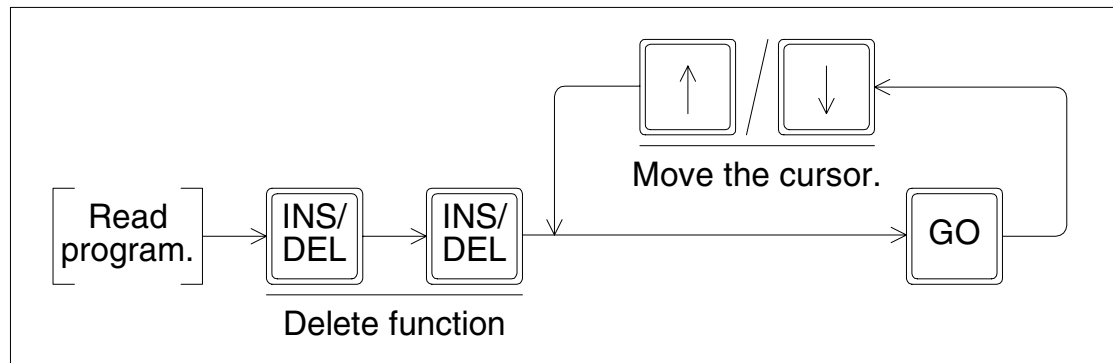 Move the cursor.
Read
program.
INS/
DEL
INS/
DEL
GO
Delete function